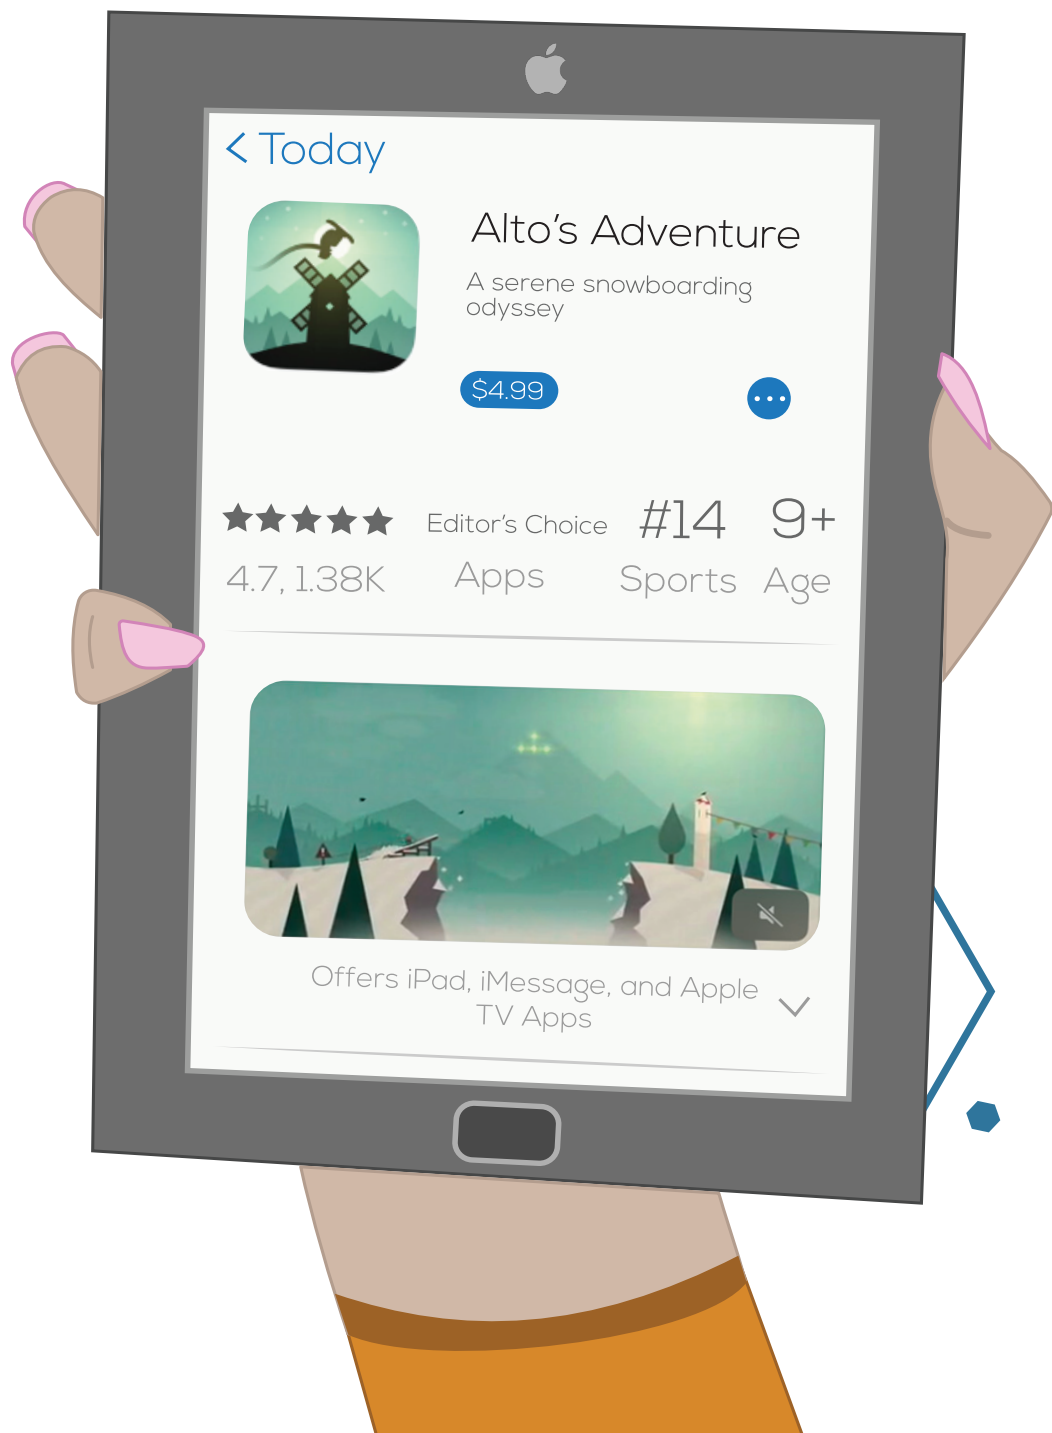 Today
Alto's Adventure
A serene snowboarding
odyssey
$4.99
Editor's Choice
#14
9+
4.7, 1.38K
Apps
Sports
Age
Offers iPad, iMessage, and Apple
TV Apps